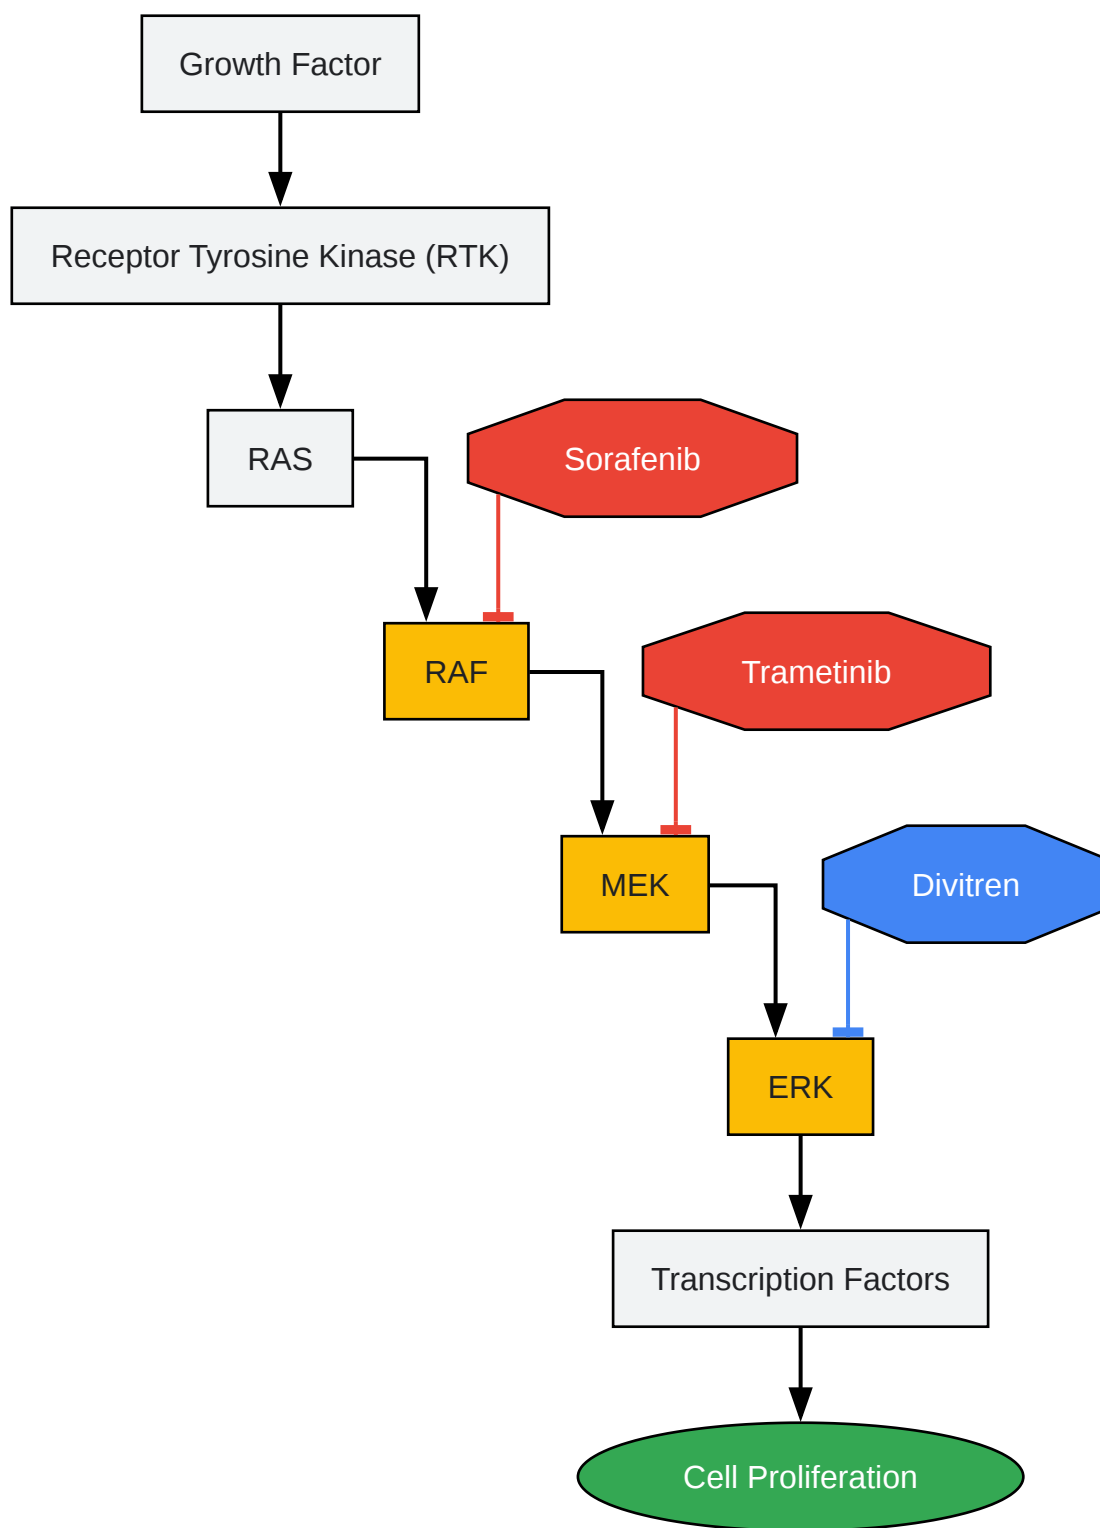 Growth Factor
Receptor Tyrosine Kinase (RTK)
RAS
Sorafenib
RAF
Trametinib
MEK
Divitren
ERK
Transcription Factors
Cell Proliferation